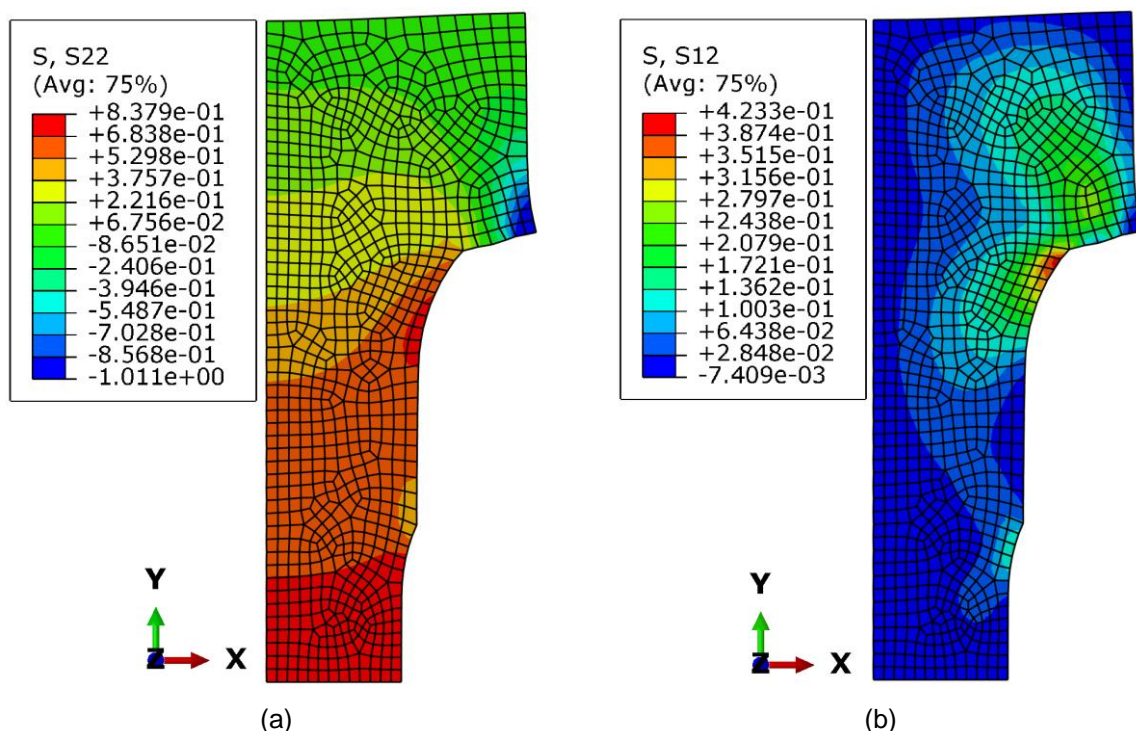 S, S22
(Avg: 75%)
+8.379e-01
+6.838e-01
+5.298e-01
+3.757e-01
+2.216e-01
+6.756e-02
-8.651e-02
-2.406e-01
-3.946e-01
-5.487e-01
-7.028e-01
-8.568e-01
-1.011e+00
Y
Z X
(a)
S, S12
(Avg: 75%)
+4.233e-01
+3.874e-01
+3.515e-01
+3.156e-01
+2.797e-01
+2.438e-01
+2.079e-01
+1.721e-01
+1.362e-01
+1.003e-01
+6.438e-02
+2.848e-02
-7.409e-03
Y
Z X
(b)